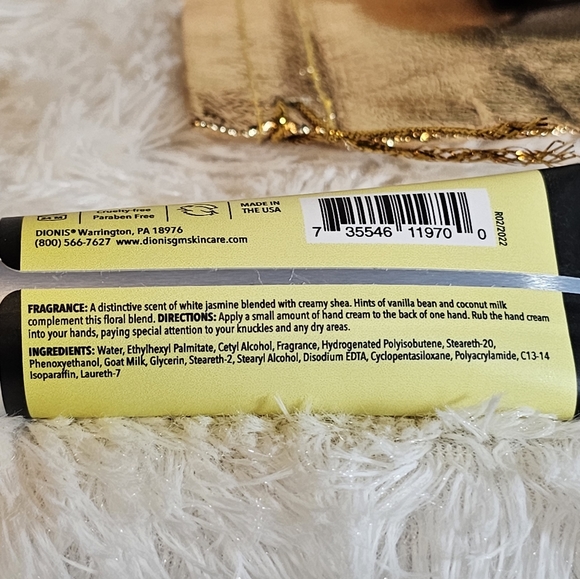 Cruelty-free
Paraben Free
MADE IN
THE USA
DIONIS® Warrington, PA 18976
(800) 566-7627 www.dionisgmskincare.com
7 35546 11970 0
R02/2022
FRAGRANCE: A distinctive scent of white jasmine blended with creamy shea. Hints of vanilla bean and coconut milk
complement this floral blend. DIRECTIONS: Apply a small amount of hand cream to the back of one hand. Rub the hand cream
into your hands, paying special attention to your knuckles and any dry areas.
INGREDIENTS: Water, Ethylhexyl Palmitate, Cetyl Alcohol, Fragrance, Hydrogenated Polyisobutene, Steareth-20,
Phenoxyethanol, Goat Milk, Glycerin, Steareth-2, Stearyl Alcohol, Disodium EDTA, Cyclopentasiloxane, Polyacrylamide, C13-14
Isoparaffin, Laureth-7